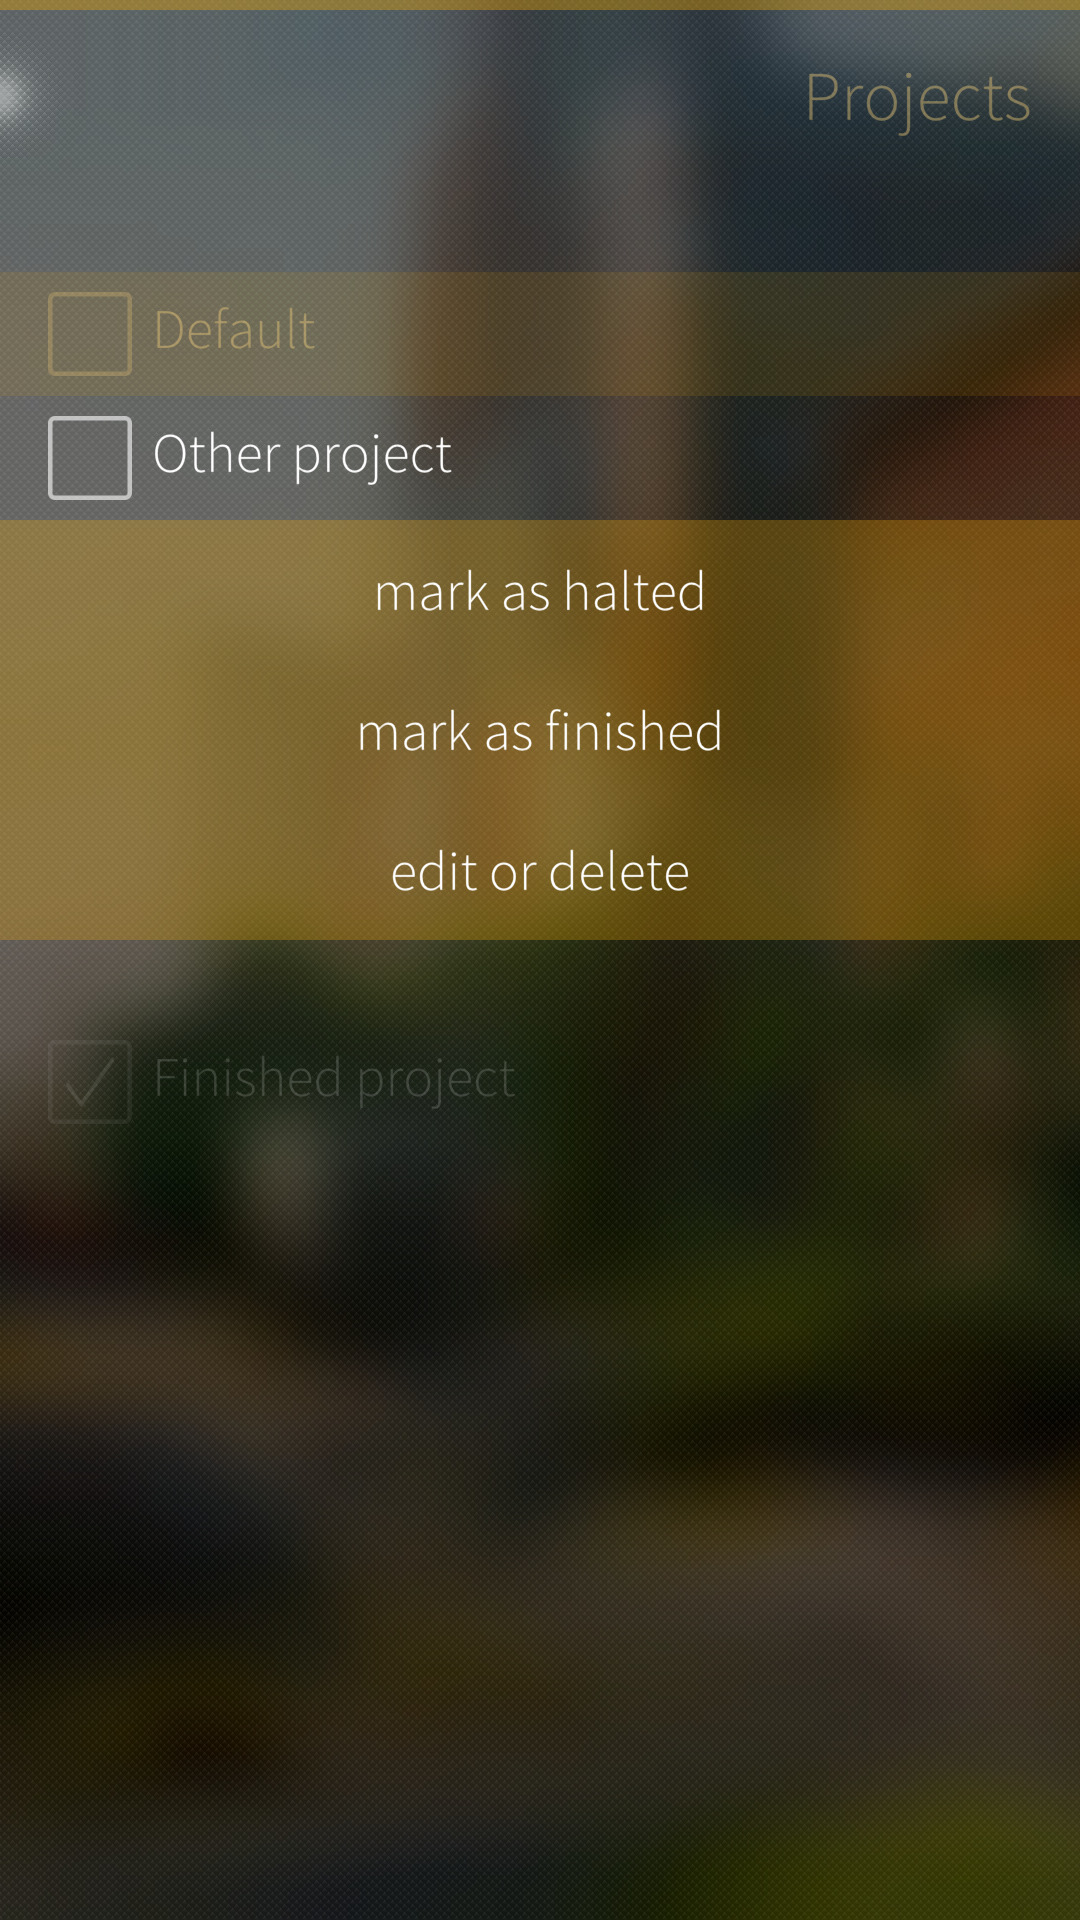 Projects
Default
Other project
mark as halted
mark as finished
edit or delete
Finished project